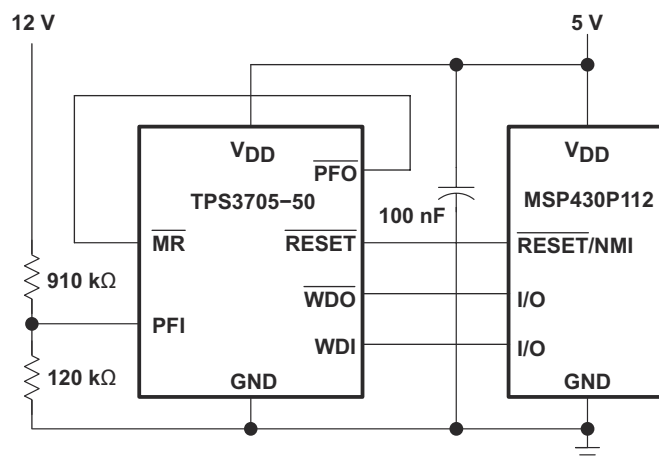 12 V
5 V
VDD
VDD
PFO
TPS3705−50
MSP430P112
100 nF
MR
RESET
RESET/NMI
910 kΩ
WDO
I/O
PFI
WDI
I/O
120 kΩ
GND
GND